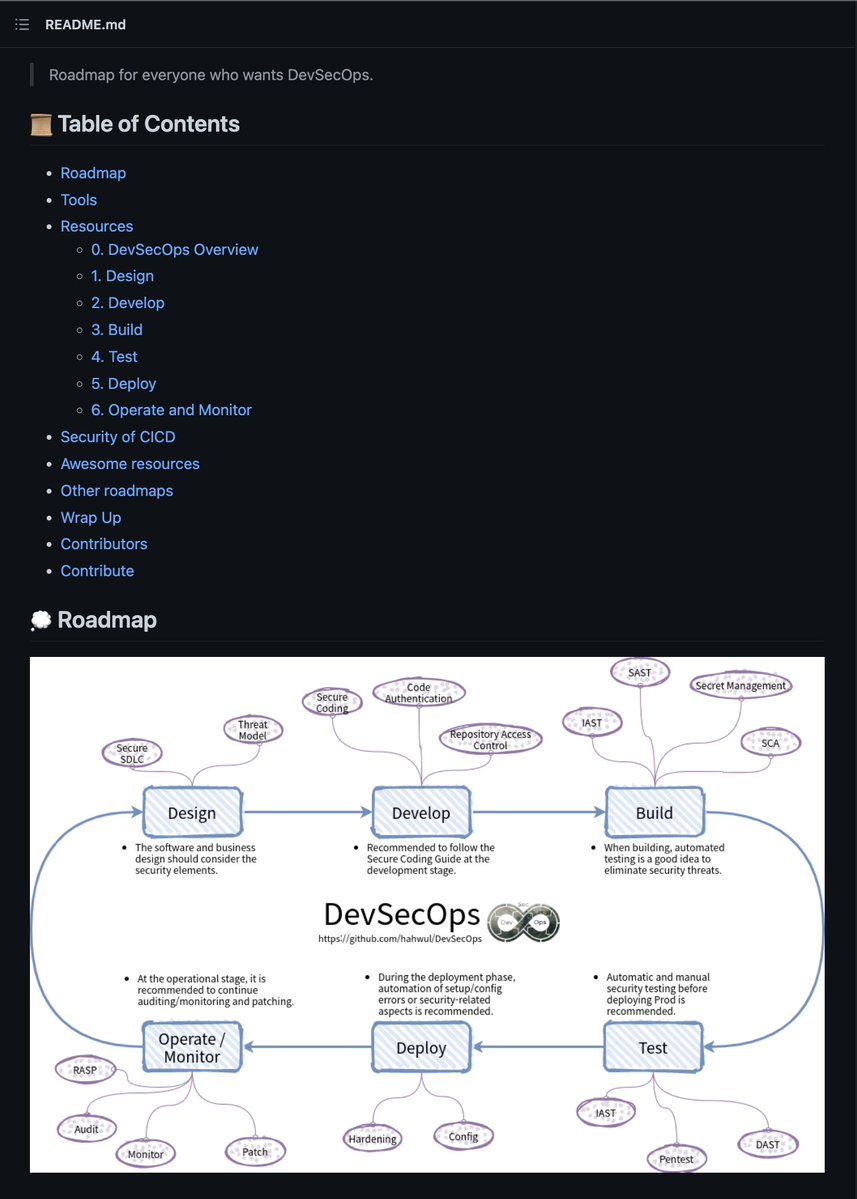 README.md
Roadmap for everyone who wants DevSecOps.
Table of Contents
Roadmap
Tools
Resources
0. DevSecOps Overview
1. Design
2. Develop
3. Build
4. Test
5. Deploy
6. Operate and Monitor
Security of CICD
Awesome resources
Other roadmaps
Wrap Up
Contributors
Contribute
Roadmap
Secure
SDLC
Threat
Model
Design
The software and business
design should consider the
security elements.
Secure
Coding
Code
Authentication
Repository Access
Control
Develop
Recommended to follow the
Secure Coding Guide at the
development stage.
IAST
SAST
Secret Management
SCA
Build
When building, automated
testing is a good idea to
eliminate security threats.
DevSecOps
https://github.com/hahwul/DevSecOps
Dev
Sec
Ops
At the operational stage, it is
recommended to continue
auditing/monitoring and patching.
Operate /
Monitor
RASP
Audit
Monitor
Patch
During the deployment phase,
automation of setup/config
errors or security-related
aspects is recommended.
Deploy
Hardening
Config
Automatic and manual
security testing before
deploying Prod is
recommended.
Test
IAST
Pentest
DAST